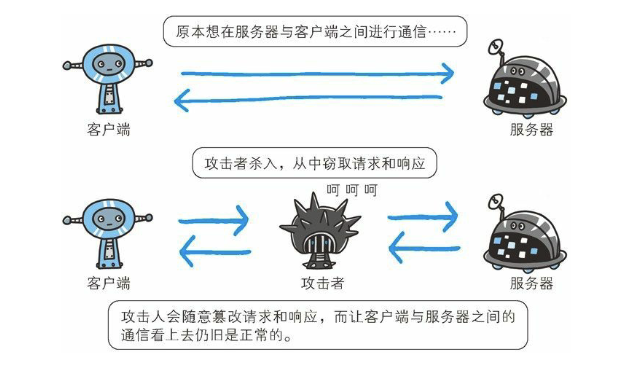 原本想在服务器与客户端之间进行通信……
客户端
服务器
攻击者杀入，从中窃取请求和响应
呵呵呵
客户端
攻击者
服务器
攻击人会随意篡改请求和响应，而让客户端与服务器之间的
通信看上去仍旧是正常的。